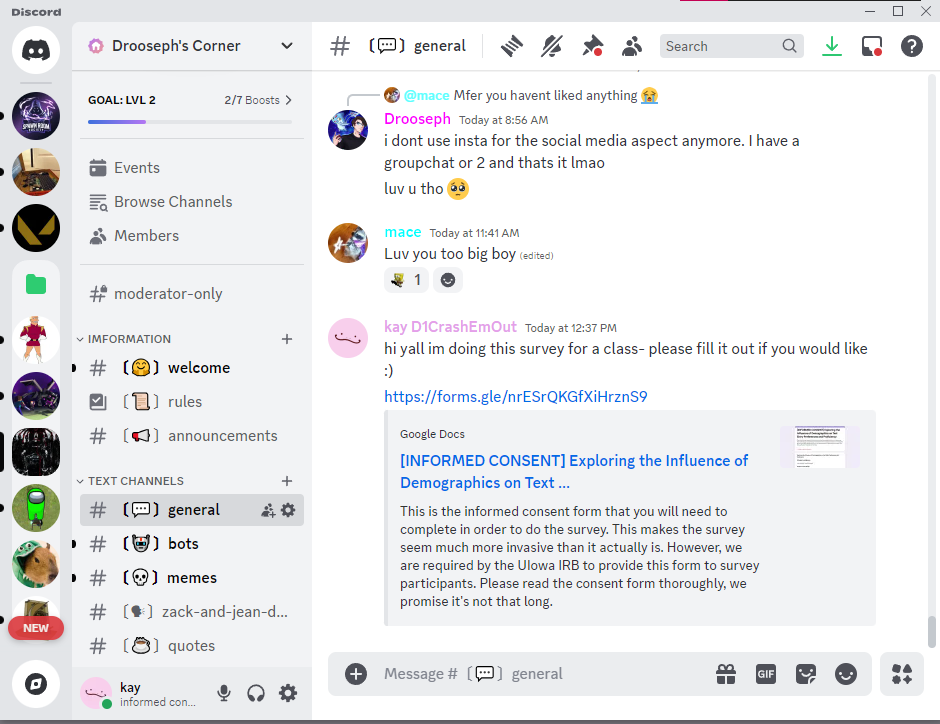 Discord
Drooseph's Corner
GOAL: LVL 2
2/7 Boosts
Events
Browse Channels
Members
moderator-only
IMFORMATION
welcome
rules
announcements
TEXT CHANNELS
general
bots
memes
zack-and-jean-d...
quotes
NEW
kay
informed con...
general
Search
@mace Mfer you havent liked anything 😭
Drooseph Today at 8:56 AM
i dont use insta for the social media aspect anymore. I have a
groupchat or 2 and thats it lmao
luv u tho 🥺
mace Today at 11:41 AM
Luv you too big boy (edited)
1
kay D1CrashEmOut Today at 12:37 PM
hi yall im doing this survey for a class- please fill it out if you would like
:)
https://forms.gle/nrESrQKGfXiHrznS9
Google Docs
[INFORMED CONSENT] Exploring the Influence of
Demographics on Text ...
This is the informed consent form that you will need to
complete in order to do the survey. This makes the survey
seem much more invasive than it actually is. However, we
are required by the UIowa IRB to provide this form to survey
participants. Please read the consent form thoroughly, we
promise it's not that long.
Message # general
GIF